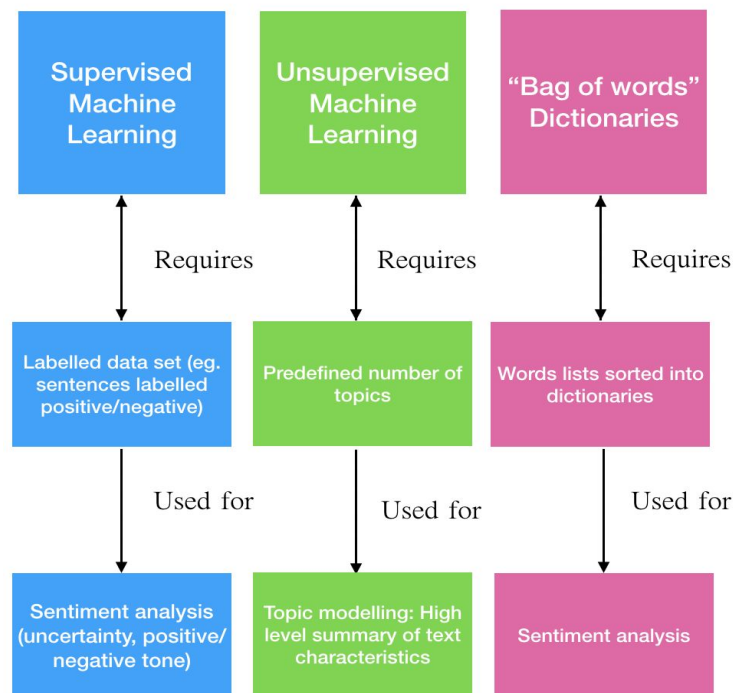 Supervised
Machine
Learning
Unsupervised
Machine
Learning
“Bag of words”
Dictionaries
Requires
Requires
Requires
Labelled data set (eg.
sentences labelled
positive/negative)
Predefined number of
topics
Words lists sorted into
dictionaries
Used for
Used for
Used for
Sentiment analysis
(uncertainty, positive/
negative tone)
Topic modelling: High
level summary of text
characteristics
Sentiment analysis